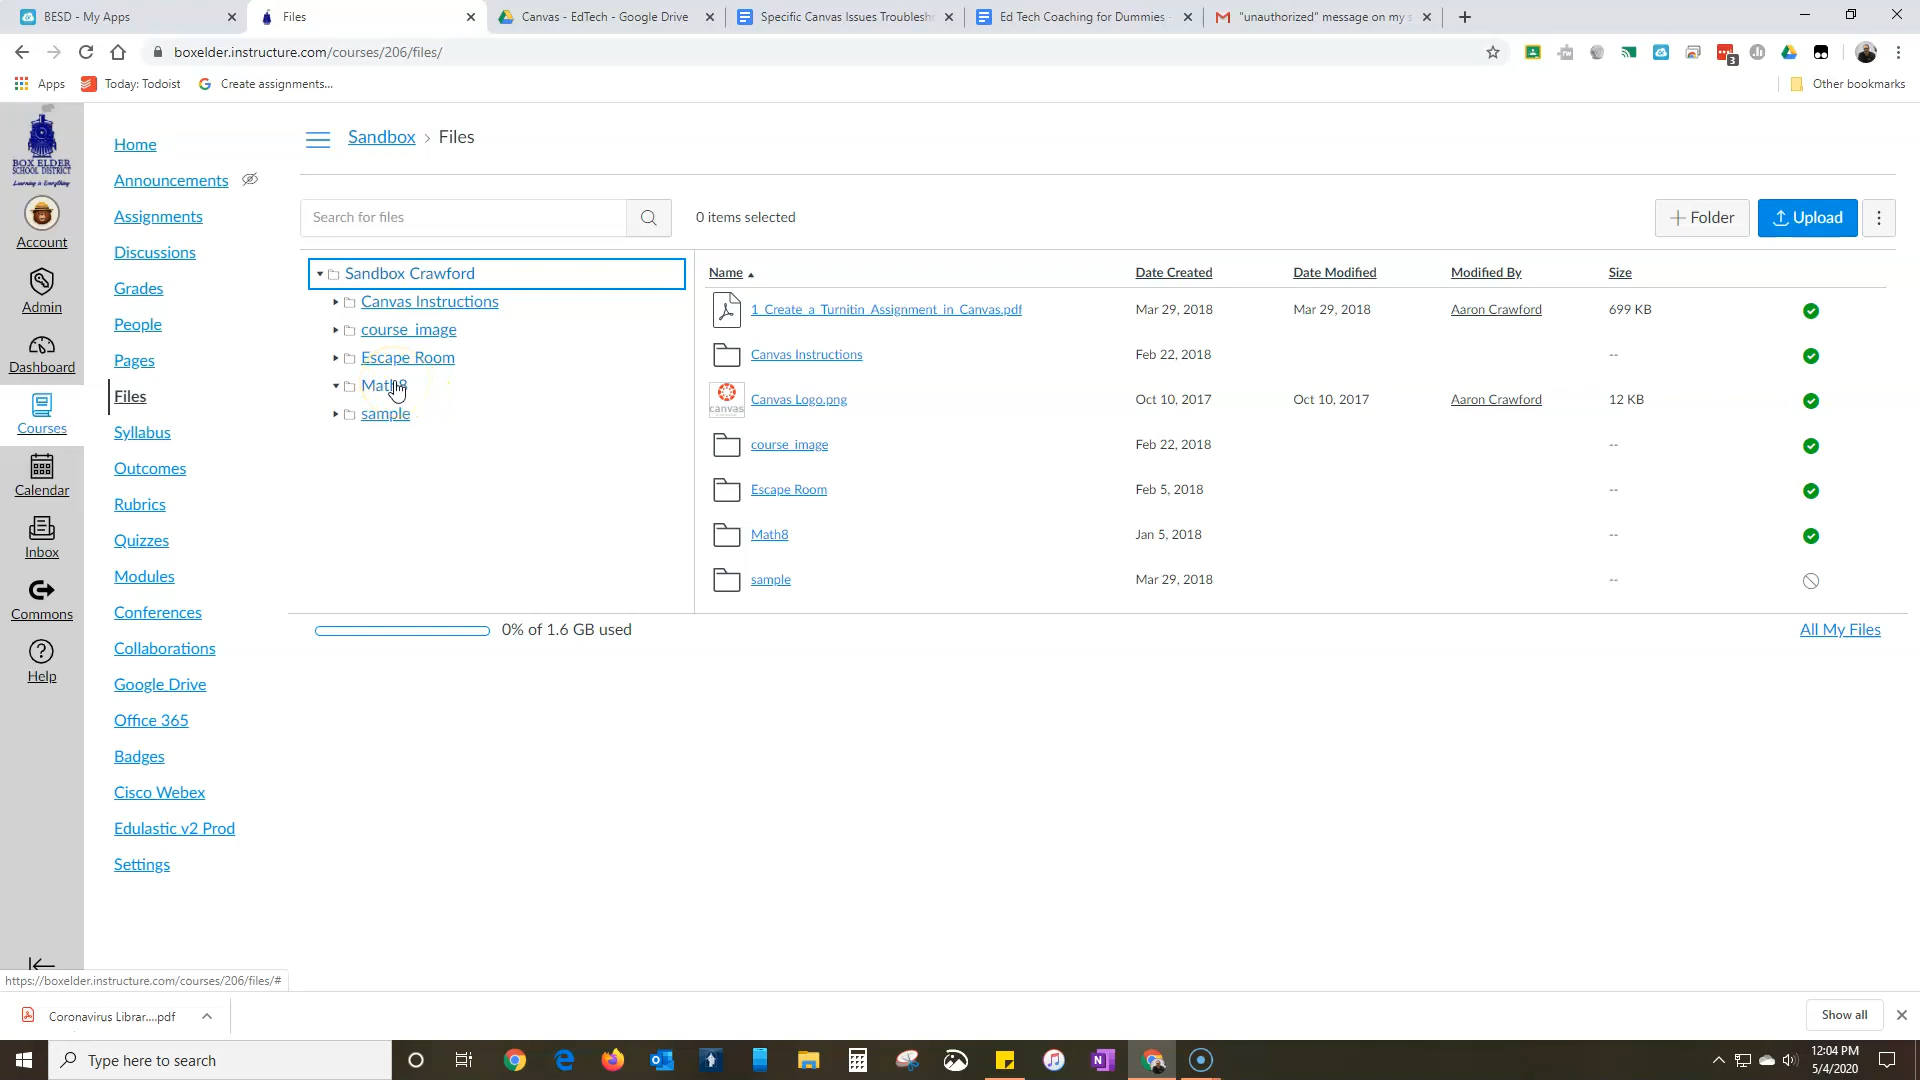 BESD - My Apps
Files
Canvas - EdTech - Google Drive
Specific Canvas Issues Troublesh
Ed Tech Coaching for Dummies -
"unauthorized" message on my s
boxelder.instructure.com/courses/206/files/
3
Apps
Today: Todoist
Create assignments...
Other bookmarks
BOX ELDER
SCHOOL DISTRICT
Learning is Everything
Account
Admin
Dashboard
Courses
Calendar
Inbox
Commons
Help
Home
Announcements
Assignments
Discussions
Grades
People
Pages
Files
Syllabus
Outcomes
Rubrics
Quizzes
Modules
Conferences
Collaborations
Google Drive
Office 365
Badges
Cisco Webex
Edulastic v2 Prod
Settings
Sandbox > Files
Search for files
0 items selected
+ Folder
Upload
Sandbox Crawford
Canvas Instructions
course_image
Escape Room
Math8
sample
Name Date Created Date Modified Modified By Size
1_Create_a_Turnitin_Assignment_in_Canvas.pdf Mar 29, 2018 Mar 29, 2018 Aaron Crawford 699 KB
Canvas Instructions Feb 22, 2018 --
canvas
Canvas Logo.png Oct 10, 2017 Oct 10, 2017 Aaron Crawford 12 KB
course_image Feb 22, 2018 --
Escape Room Feb 5, 2018 --
Math8 Jan 5, 2018 --
sample Mar 29, 2018 --
0% of 1.6 GB used
All My Files
https://boxelder.instructure.com/courses/206/files/#
Coronavirus Librar....pdf
Show all
Type here to search
12:04 PM
5/4/2020